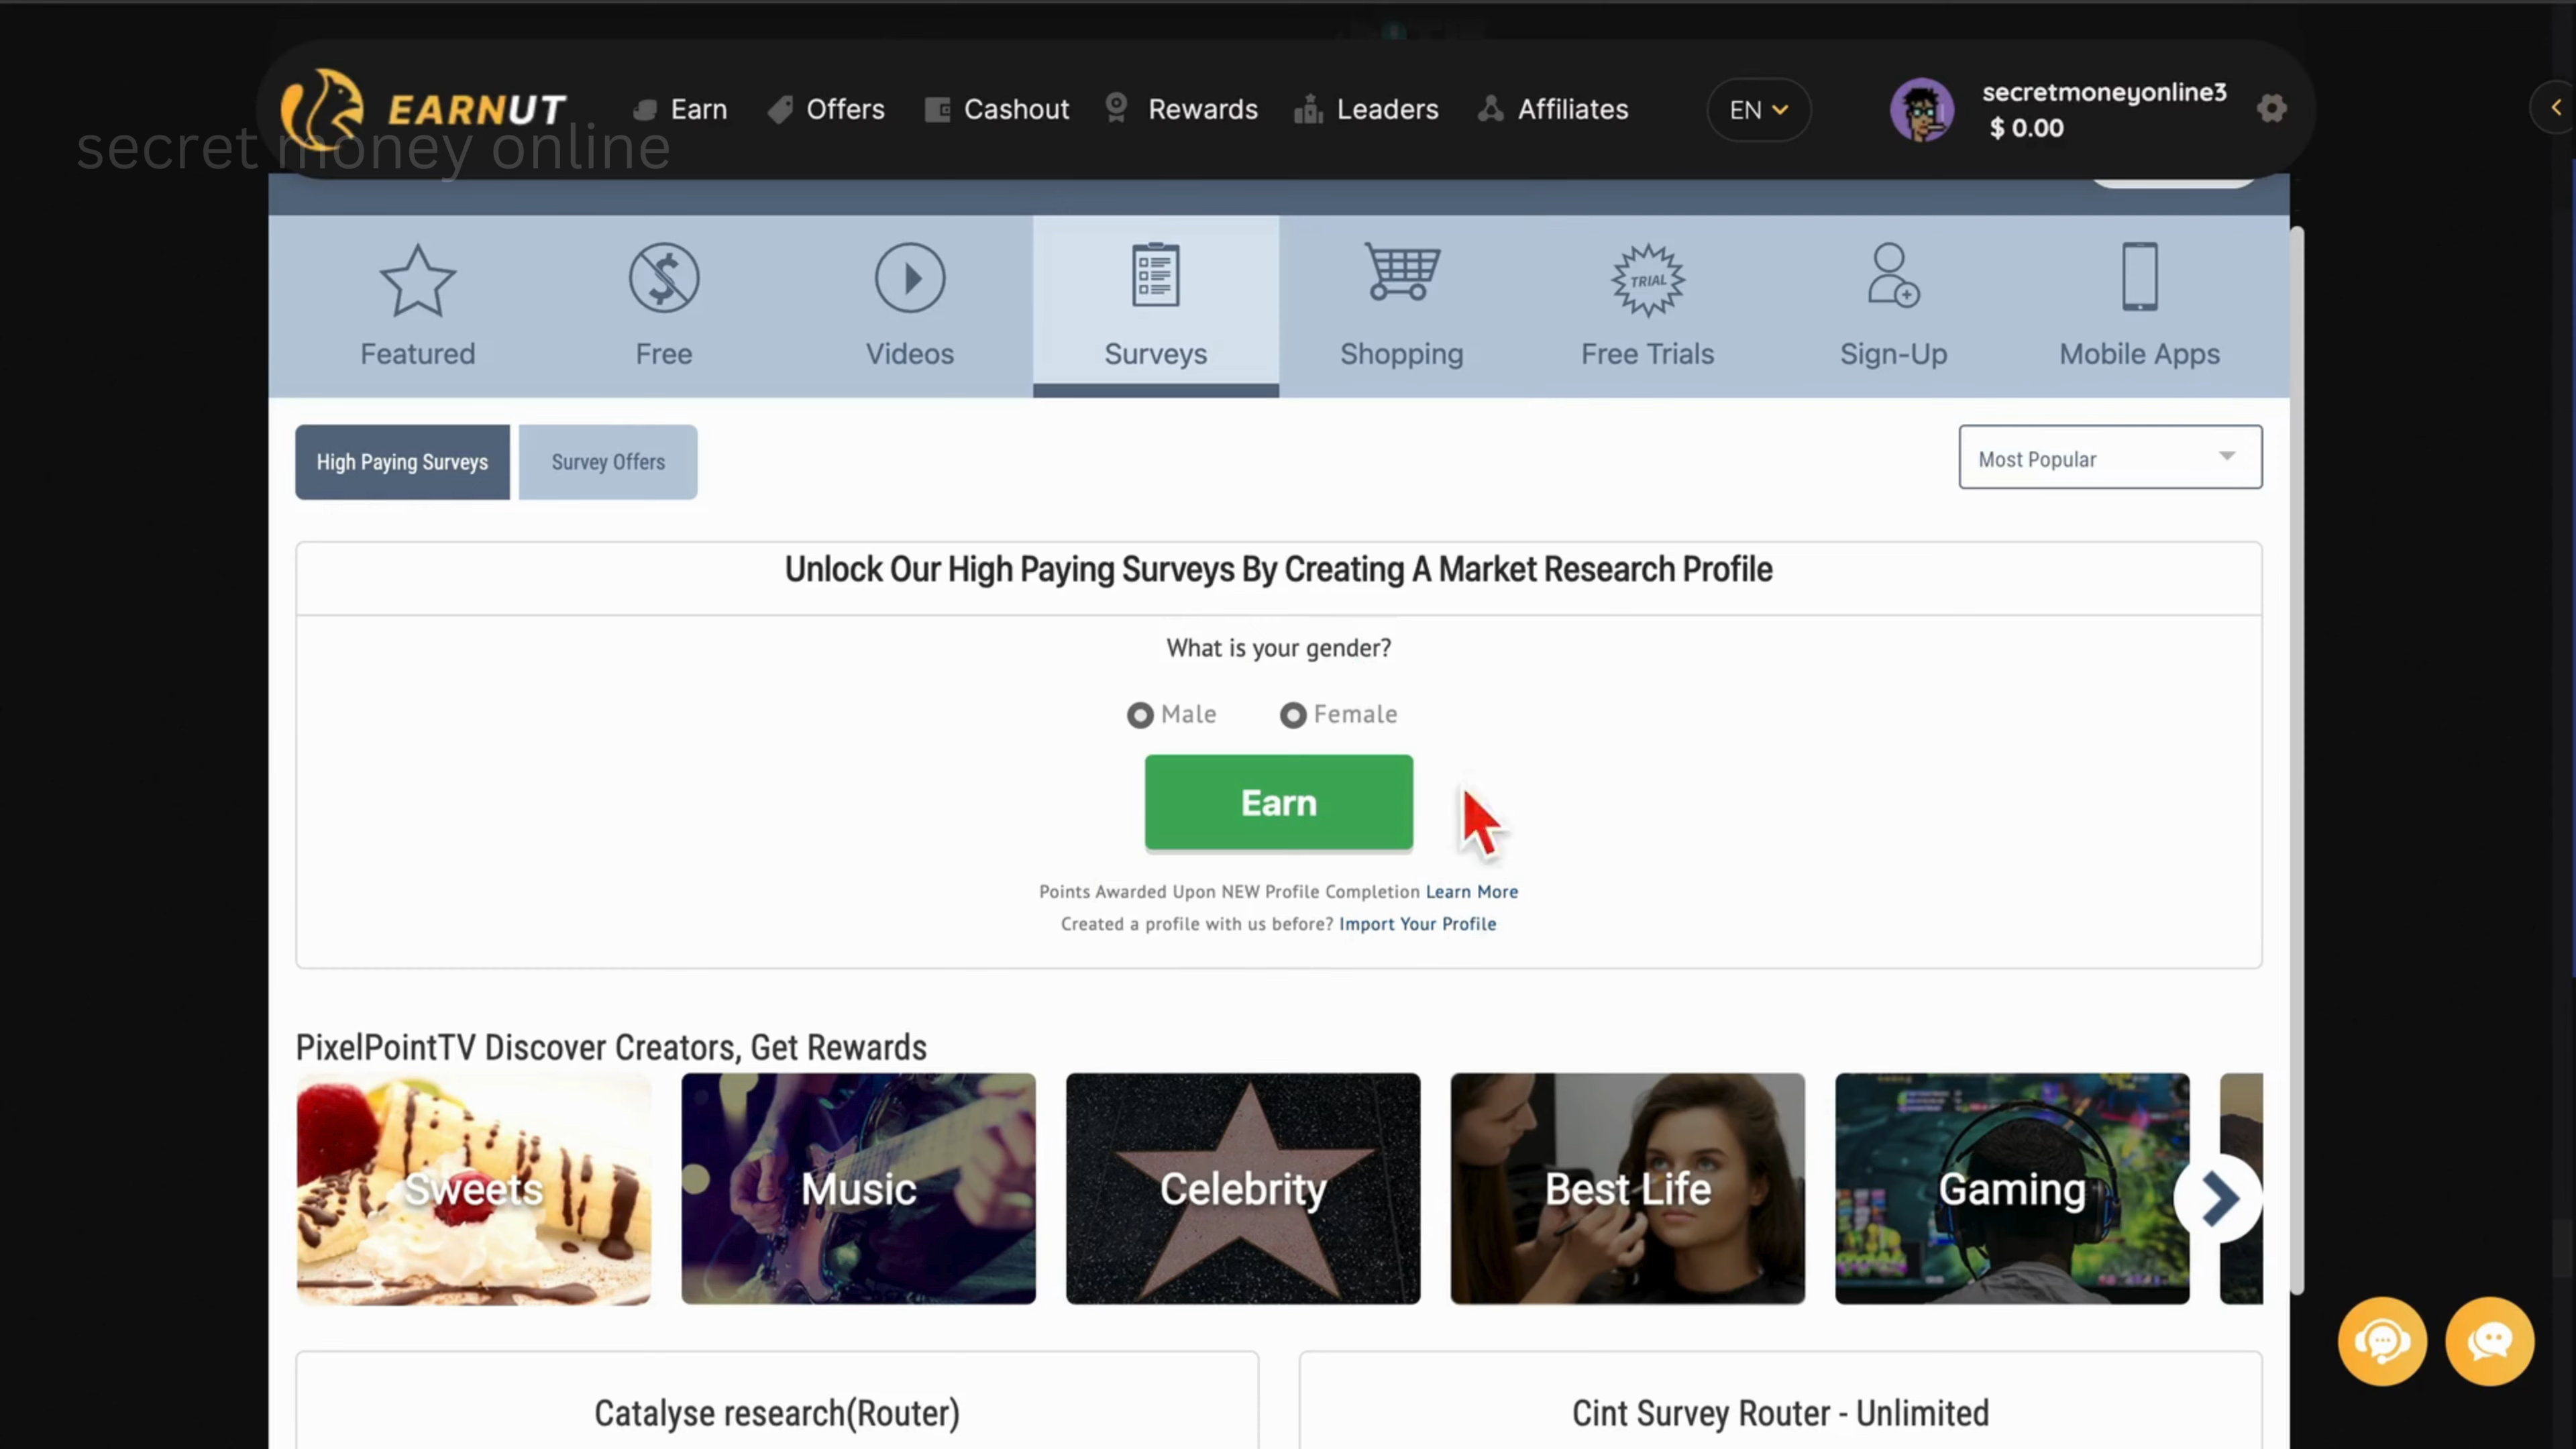 EARNUT
Earn
Offers
Cashout
Rewards
Leaders
Affiliates
EN
secretmoneyonline3
$ 0.00
secret money online
Featured
Free
Videos
Surveys
Shopping
TRIAL
Free Trials
Sign-Up
Mobile Apps
High Paying Surveys
Survey Offers
Most Popular
Unlock Our High Paying Surveys By Creating A Market Research Profile
What is your gender?
Male
Female
Earn
Points Awarded Upon NEW Profile Completion Learn More
Created a profile with us before? Import Your Profile
PixelPointTV Discover Creators, Get Rewards
Sweets
Music
Celebrity
Best Life
Gaming
Catalyse research(Router)
Cint Survey Router - Unlimited